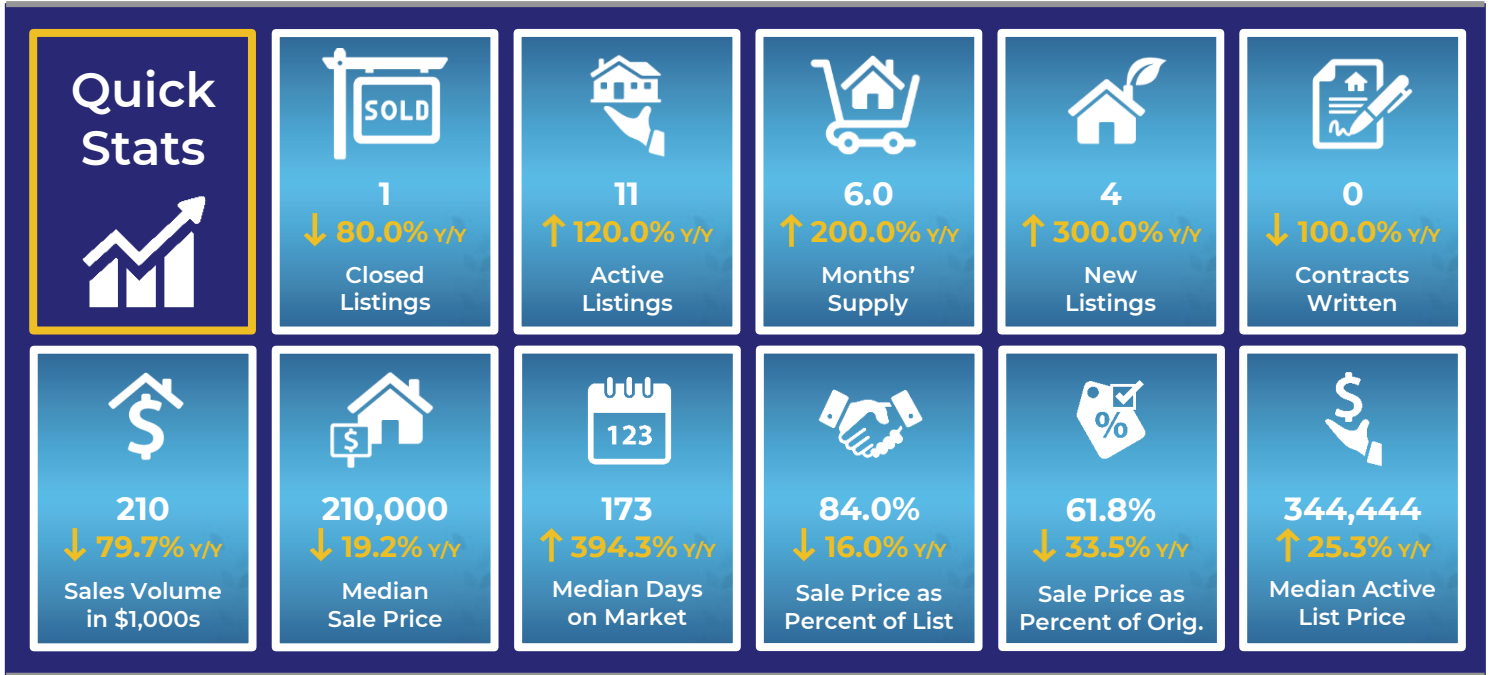 Quick
Stats
SOLD
1
↓ 80.0% Y/Y
Closed
Listings
11
↑ 120.0% Y/Y
Active
Listings
6.0
↑ 200.0% Y/Y
Months’
Supply
4
↑ 300.0% Y/Y
New
Listings
0
↓ 100.0% Y/Y
Contracts
Written
$
210
↓ 79.7% Y/Y
Sales Volume
in $1,000s
$
210,000
↓ 19.2% Y/Y
Median
Sale Price
123
173
↑ 394.3% Y/Y
Median Days
on Market
84.0%
↓ 16.0% Y/Y
Sale Price as
Percent of List
%
61.8%
↓ 33.5% Y/Y
Sale Price as
Percent of Orig.
$
344,444
↑ 25.3% Y/Y
Median Active
List Price